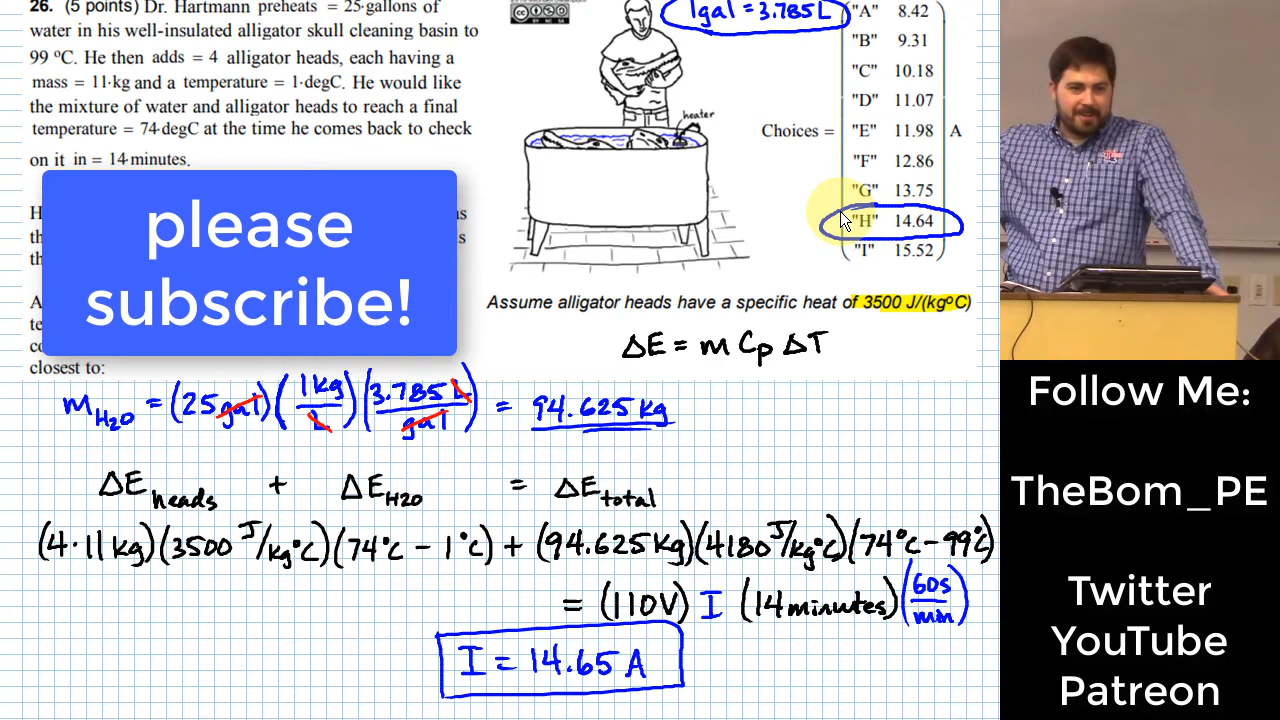 26. (5 points) Dr. Hartmann preheats = 25·gallons of
water in his well-insulated alligator skull cleaning basin to
99 ºC. He then adds = 4 alligator heads, each having a
mass = 11·kg and a temperature = 1·degC. He would like
the mixture of water and alligator heads to reach a final
temperature = 74·degC at the time he comes back to check
on it in = 14·minutes.
please
subscribe!
closest to:
1gal = 3.785 L
heater
Choices =
"A" 8.42
"B" 9.31
"C" 10.18
"D" 11.07
"E" 11.98 A
"F" 12.86
"G" 13.75
"H" 14.64
"I" 15.52
Assume alligator heads have a specific heat of 3500 J/(kgºC)
ΔE = m Cp ΔT
m H2O = (25 gal)(1kg/L)(3.785 L/gal) = 94.625 kg
ΔE heads + ΔE H2O = ΔE total
(4·11kg)(3500 J/kg°C)(74°C - 1°C) + (94.625kg)(4180 J/kg°C)(74°C - 99°C)
= (110V) I (14 minutes)(60s/min)
I = 14.65 A
Follow Me:
TheBom_PE
Twitter
YouTube
Patreon